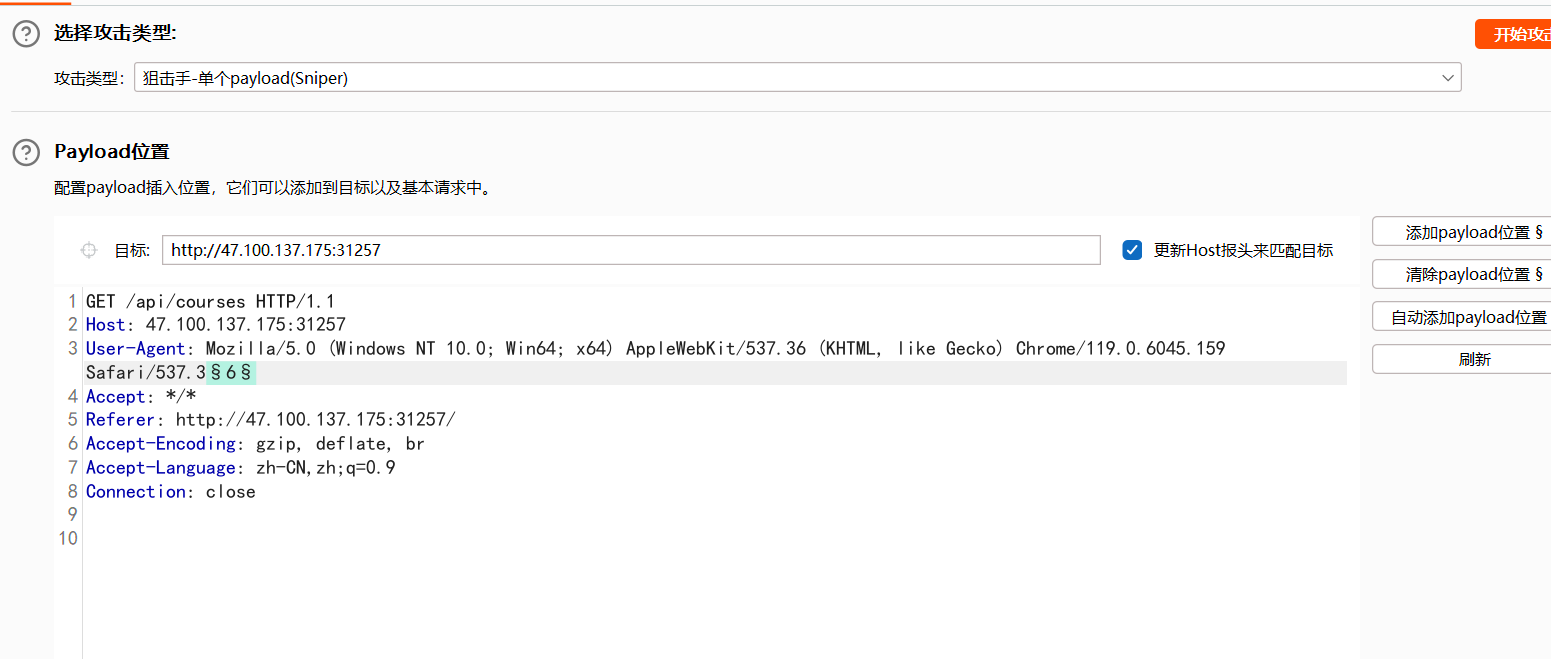 选择攻击类型:
开始攻击
攻击类型: 狙击手-单个payload(Sniper)
Payload位置
配置payload插入位置，它们可以添加到目标以及基本请求中。
目标: http://47.100.137.175:31257 更新Host报头来匹配目标
添加payload位置 §
清除payload位置 §
自动添加payload位置
刷新
1 GET /api/courses HTTP/1.1
2 Host: 47.100.137.175:31257
3 User-Agent: Mozilla/5.0 (Windows NT 10.0; Win64; x64) AppleWebKit/537.36 (KHTML, like Gecko) Chrome/119.0.6045.159
Safari/537.3§6§
4 Accept: */*
5 Referer: http://47.100.137.175:31257/
6 Accept-Encoding: gzip, deflate, br
7 Accept-Language: zh-CN,zh;q=0.9
8 Connection: close
9
10